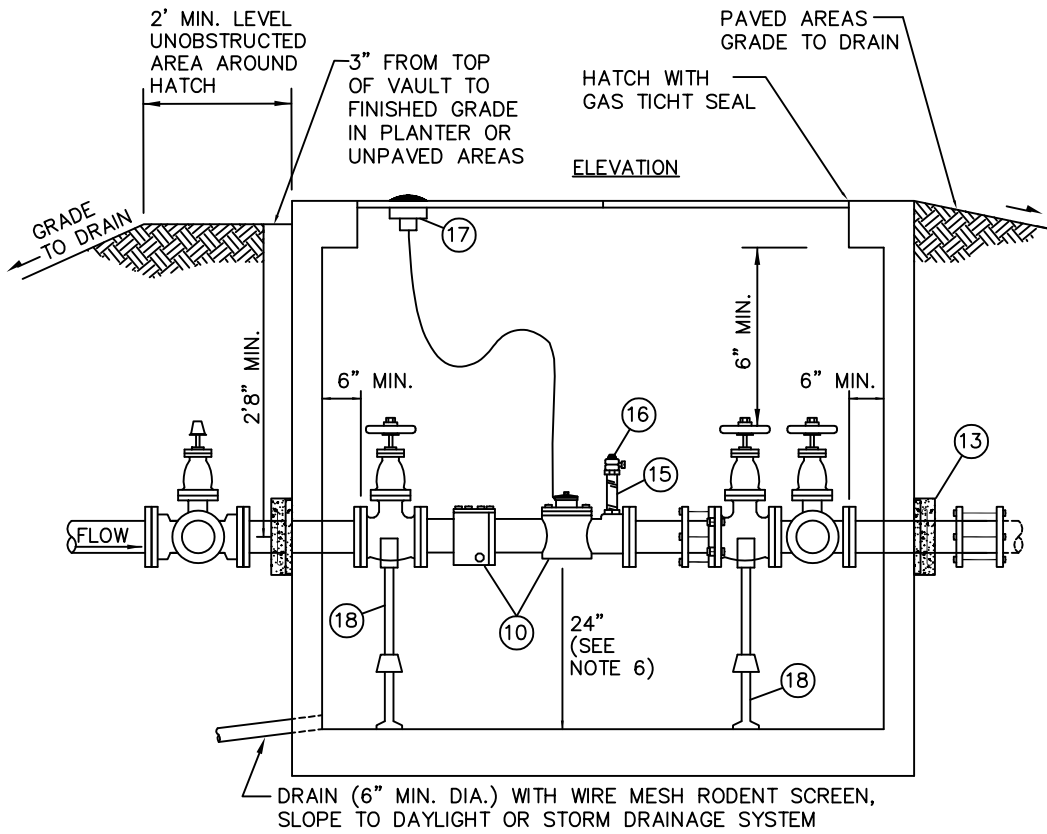 2' MIN. LEVEL
UNOBSTRUCTED
AREA AROUND
HATCH
3" FROM TOP
OF VAULT TO
FINISHED GRADE
IN PLANTER OR
UNPAVED AREAS
PAVED AREAS
GRADE TO DRAIN
HATCH WITH
GAS TICHT SEAL
ELEVATION
GRADE
TO DRAIN
17
2'8" MIN.
6" MIN.
6" MIN.
6" MIN.
16
15
13
FLOW
18
10
24"
(SEE
NOTE 6)
18
DRAIN (6" MIN. DIA.) WITH WIRE MESH RODENT SCREEN,
SLOPE TO DAYLIGHT OR STORM DRAINAGE SYSTEM